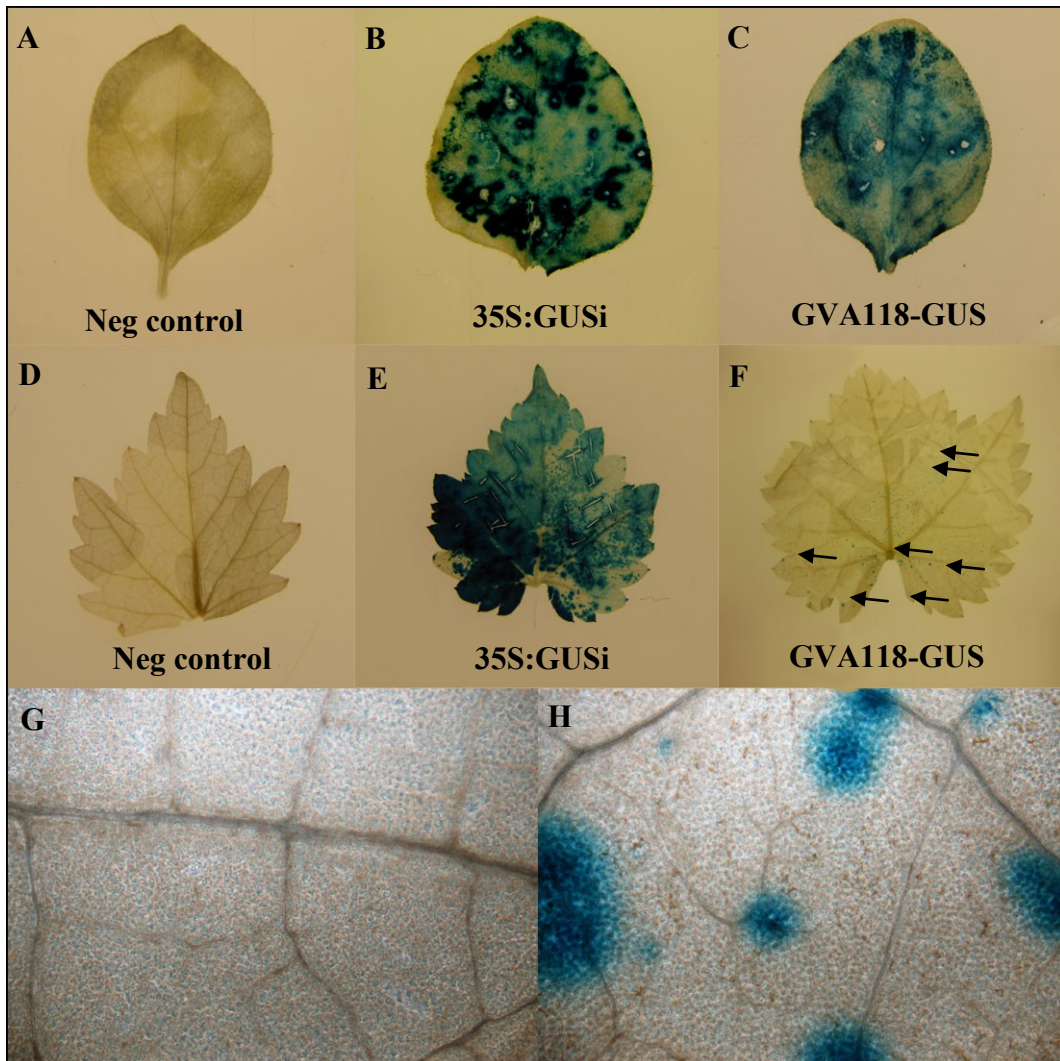 A
B
C
Neg control
35S:GUSi
GVA118-GUS
D
E
F
Neg control
35S:GUSi
GVA118-GUS
G
H